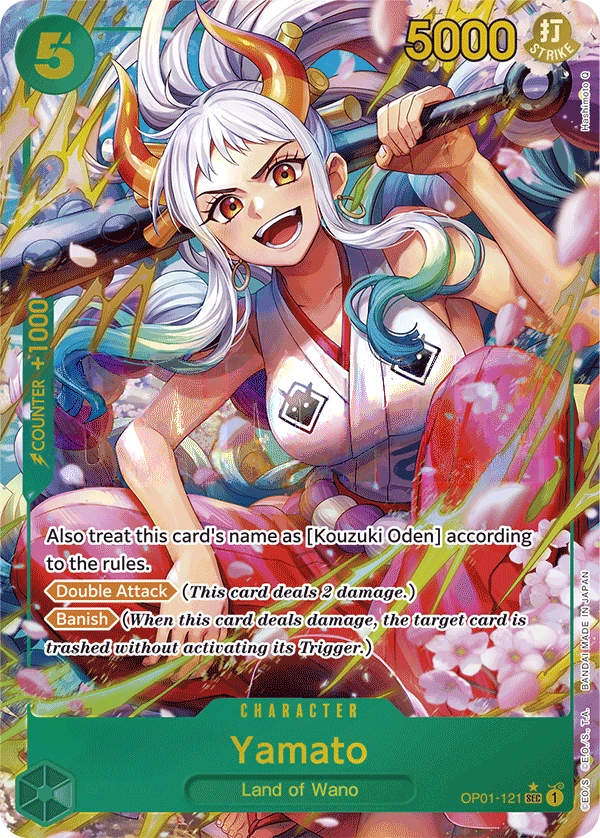 5
5000
打
STRIKE
Hashimoto Q
COUNTER +1000
Also treat this card's name as [Kouzuki Oden] according
to the rules.
Double Attack (This card deals 2 damage.)
Banish (When this card deals damage, the target card is
trashed without activating its Trigger.)
CHARACTER
Yamato
Land of Wano
OP01-121 SEC 1
©EO/S ©EO/S., T.A. BANDAI MADE IN JAPAN